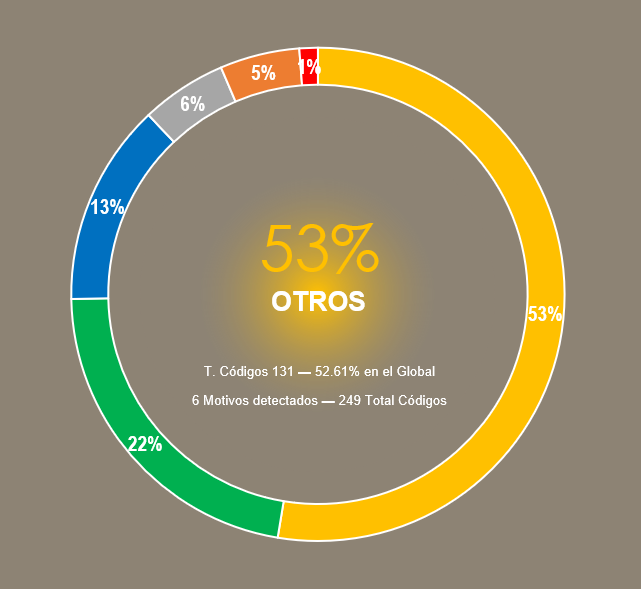 1%
5%
6%
13%
53%
OTROS
53%
T. Códigos 131 — 52.61% en el Global
6 Motivos detectados — 249 Total Códigos
22%